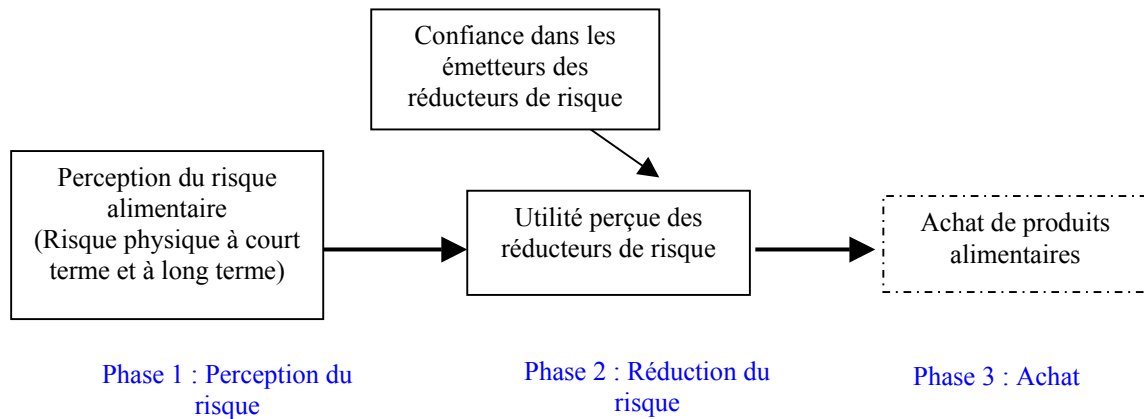 Confiance dans les
émetteurs des
réducteurs de risque
Perception du risque
alimentaire
(Risque physique à court
terme et à long terme)
Utilité perçue des
réducteurs de risque
Achat de produits
alimentaires
Phase 1 : Perception du
risque
Phase 2 : Réduction du
risque
Phase 3 : Achat